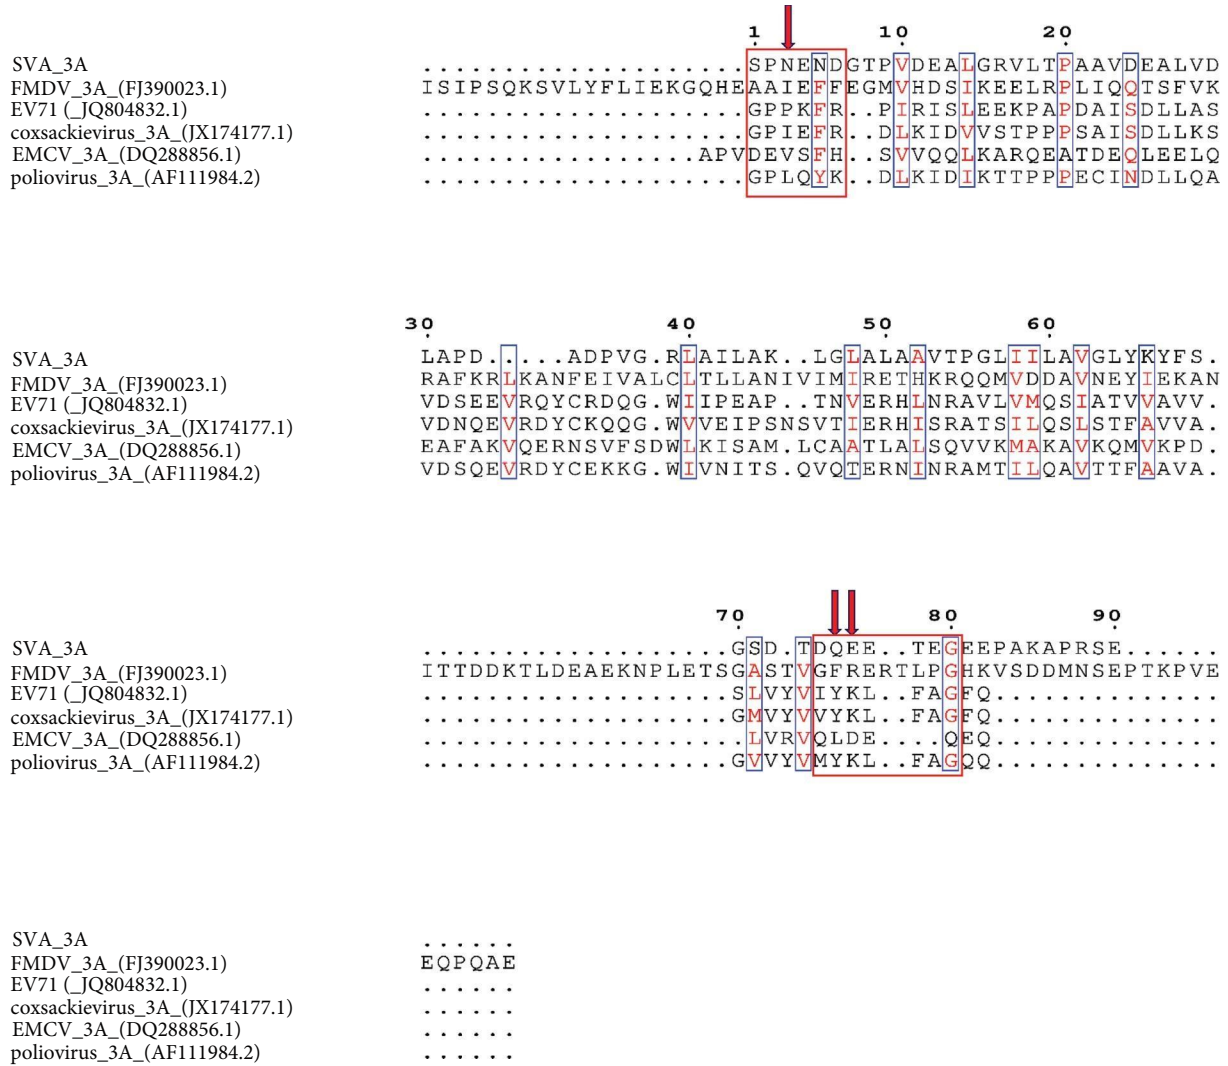 1 10 20
SVA_3A ....................SPNENDGTPVDEALGRVLTPAAVDEALVD
FMDV_3A_(FJ390023.1) ISIPSQKSVLYFLIEKGQHEAAIEFFEGMVHDSIKEELRPLIQQTSFVK
EV71 (_JQ804832.1) ....................GPPKFR..PIRISLEEKPAPDAISDLLAS
coxsackievirus_3A_(JX174177.1) ....................GPIEFR..DLKIDVVSTPPPSAISDLLKS
EMCV_3A_(DQ288856.1) .................APVDEVSFH..SVVQQLKARQEATDEQLEELQ
poliovirus_3A_(AF111984.2) ....................GPLQYK..DLKIDIKTTPPPECINDLLQA
30 40 50 60
SVA_3A LAPD.....ADPVG.RLAILAK..LGLALAAVTPGLIILAVGLYKYFS.
FMDV_3A_(FJ390023.1) RAFKRLKANFEIVALCLTLLANIVIMIRETHKRQQMVDDAVNEYIEKAN
EV71 (_JQ804832.1) VDSEEVRQYCRDQG.WIIPEAP..TNVERHLNRAVLVMQSIATVVAVV.
coxsackievirus_3A_(JX174177.1) VDNQEVRDYCKQQG.WVVEIPSNSVTIERHISRATSILQSLSTFAVVA.
EMCV_3A_(DQ288856.1) EAFAKVQERNSVFSDWLKISAM.LCAATLALSQVVKMAKAVKQMVKPD.
poliovirus_3A_(AF111984.2) VDSQEVRDYCEKKG.WIVNITS.QVQTERNINRAMTILQAVTTFAAVA.
70 80 90
SVA_3A ...................GSD.TDQEE..TEGEEPAKAPRSE......
FMDV_3A_(FJ390023.1) ITTDDKTLDEAEKNPLETSGASTVGFRERTLPGHKVSDDMNSEPTKPVE
EV71 (_JQ804832.1) ...................SLVYVIYKL..FAGFQ..............
coxsackievirus_3A_(JX174177.1) ...................GMVYVVYKL..FAGFQ..............
EMCV_3A_(DQ288856.1) ....................LVRVQLDE....QEQ..............
poliovirus_3A_(AF111984.2) ...................GVVYVMYKL..FAGQQ..............
SVA_3A ......
FMDV_3A_(FJ390023.1) EQPQAE
EV71 (_JQ804832.1) ......
coxsackievirus_3A_(JX174177.1) ......
EMCV_3A_(DQ288856.1) ......
poliovirus_3A_(AF111984.2) ......